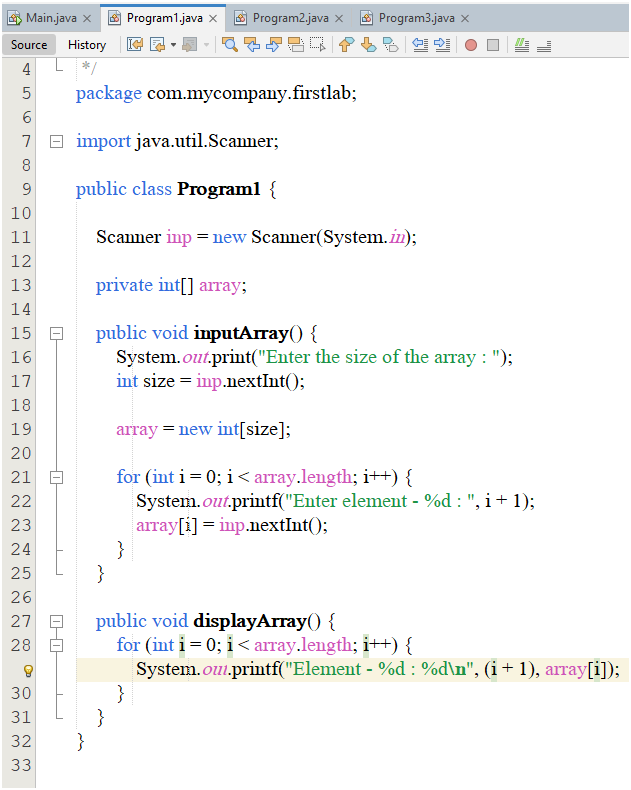 Main.java Program1.java Program2.java Program3.java
Source History
4 */
5 package com.mycompany.firstlab;
6
7 import java.util.Scanner;
8
9 public class Program1 {
10
11 Scanner inp = new Scanner(System.in);
12
13 private int[] array;
14
15 public void inputArray() {
16 System.out.print("Enter the size of the array : ");
17 int size = inp.nextInt();
18
19 array = new int[size];
20
21 for (int i = 0; i < array.length; i++) {
22 System.out.printf("Enter element - %d : ", i + 1);
23 array[i] = inp.nextInt();
24 }
25 }
26
27 public void displayArray() {
28 for (int i = 0; i < array.length; i++) {
System.out.printf("Element - %d : %d\n", (i + 1), array[i]);
30 }
31 }
32 }
33